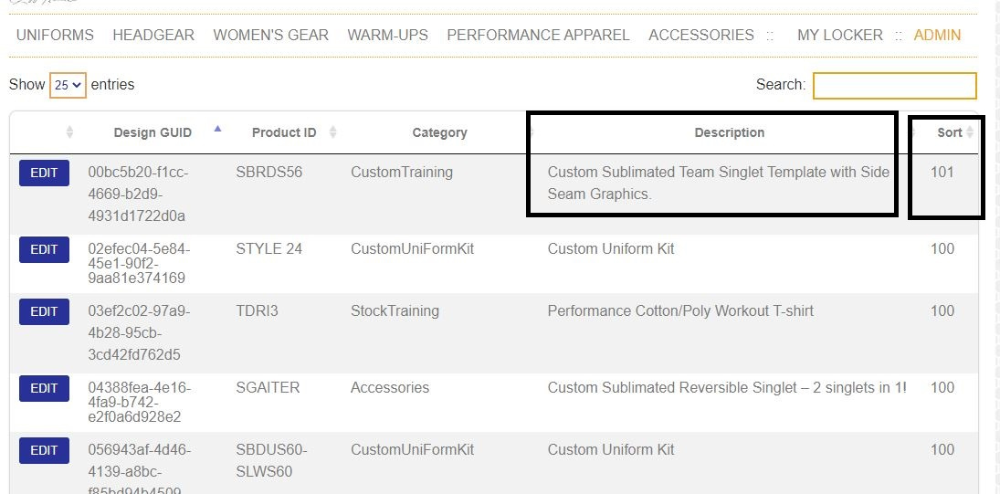 UNIFORMS HEADGEAR WOMEN'S GEAR WARM-UPS PERFORMANCE APPAREL ACCESSORIES :: MY LOCKER :: ADMIN
Show 25 entries Search:
Design GUID Product ID Category Description Sort
EDIT 00bc5b20-f1cc- SBRDS56 CustomTraining Custom Sublimated Team Singlet Template with Side 101
4669-b2d9- Seam Graphics.
4931d1722d0a
EDIT 02efec04-5e84- STYLE 24 CustomUniFormKit Custom Uniform Kit 100
45e1-90f2-
9aa81e374169
EDIT 03ef2c02-97a9- TDRI3 StockTraining Performance Cotton/Poly Workout T-shirt 100
4b28-95cb-
3cd42fd762d5
EDIT 04388fea-4e16- SGAITER Accessories Custom Sublimated Reversible Singlet – 2 singlets in 1! 100
4fa9-b742-
e2f0a6d928e2
EDIT 056943af-4d46- SBDUS60- CustomUniFormKit Custom Uniform Kit 100
4139-a8bc- SLWS60
f85bd94b4509